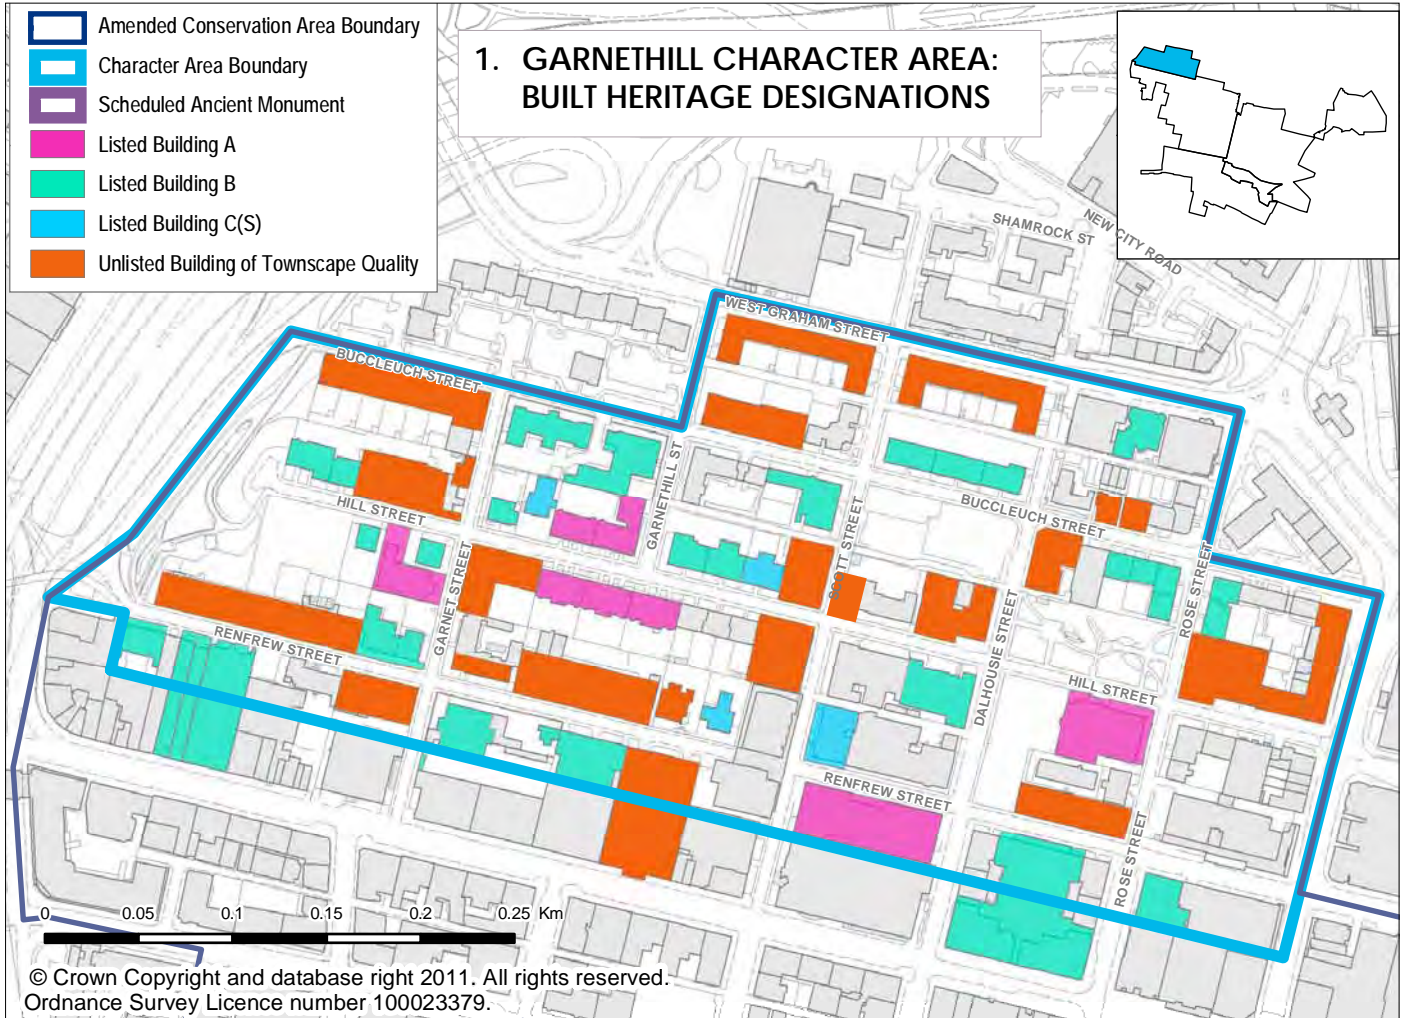 Amended Conservation Area Boundary
Character Area Boundary
Scheduled Ancient Monument
Listed Building A
Listed Building B
Listed Building C(S)
Unlisted Building of Townscape Quality
1. GARNETHILL CHARACTER AREA:
BUILT HERITAGE DESIGNATIONS
SHAMROCK ST
NEW CITY ROAD
WEST GRAHAM STREET
BUCCLEUCH STREET
GARNETHILL ST
HILL STREET
SCOTT STREET
BUCCLEUCH STREET
ROSE STREET
GARNET STREET
RENFREW STREET
DALHOUSIE STREET
HILL STREET
RENFREW STREET
ROSE STREET
0 0.05 0.1 0.15 0.2 0.25 Km
© Crown Copyright and database right 2011. All rights reserved.
Ordnance Survey Licence number 100023379.